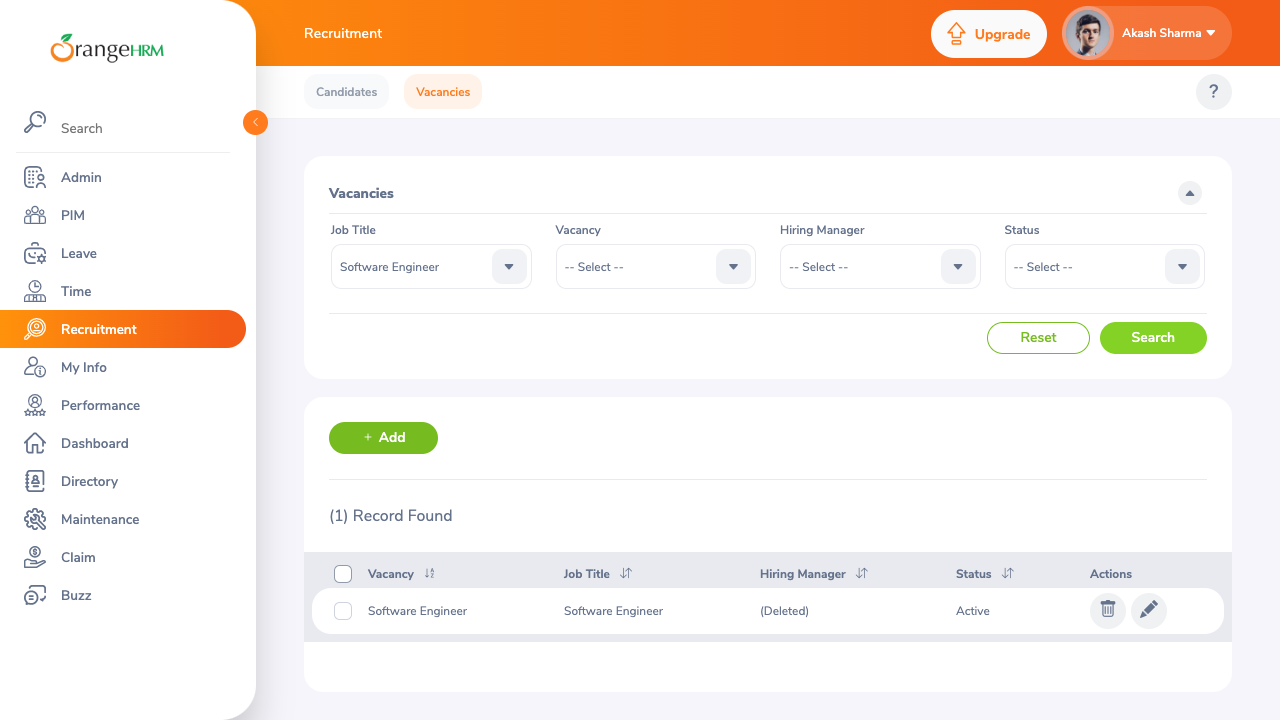 OrangeHRM
Recruitment
Upgrade
Akash Sharma
Candidates
Vacancies
?
Search
Admin
PIM
Leave
Time
Recruitment
My Info
Performance
Dashboard
Directory
Maintenance
Claim
Buzz
Vacancies
Job Title
Vacancy
Hiring Manager
Status
Software Engineer
-- Select --
-- Select --
-- Select --
Reset
Search
+ Add
(1) Record Found
Vacancy
Job Title
Hiring Manager
Status
Actions
Software Engineer
Software Engineer
(Deleted)
Active